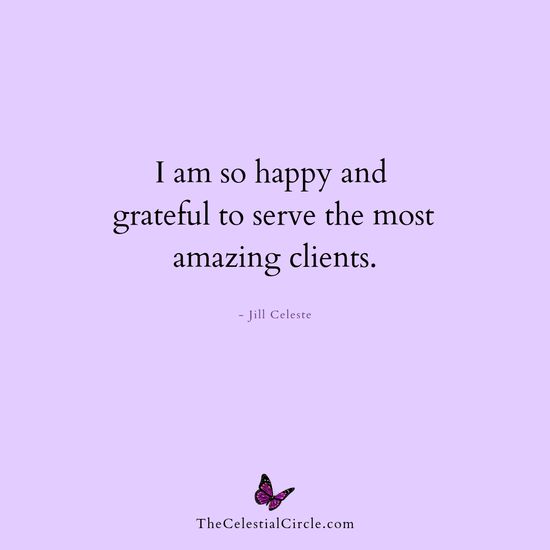 I am so happy and
grateful to serve the most
amazing clients.
- Jill Celeste
TheCelestialCircle.com